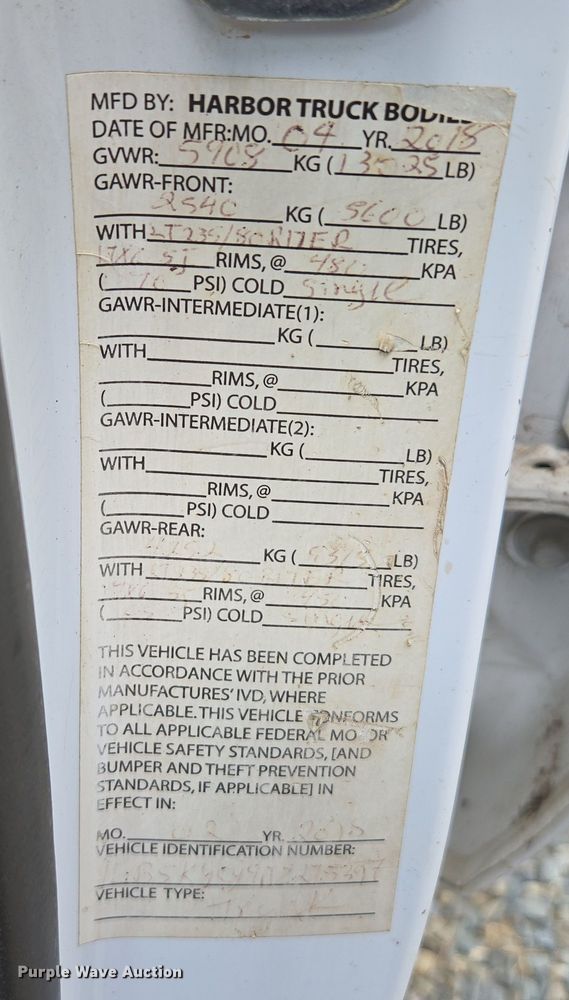 MFD BY: HARBOR TRUCK BODIES
DATE OF MFR:MO. 04 YR. 2018
GVWR: 5908 KG (13025 LB)
GAWR-FRONT:
2540 KG (5600 LB)
WITH LT235/80R17ER TIRES,
RIMS, @ KPA
( PSI) COLD Single
GAWR-INTERMEDIATE(1):
KG ( LB)
WITH TIRES,
RIMS, @ KPA
( PSI) COLD
GAWR-INTERMEDIATE(2):
KG ( LB)
WITH TIRES,
RIMS, @ KPA
( PSI) COLD
GAWR-REAR:
KG ( LB)
WITH TIRES,
RIMS, @ KPA
( PSI) COLD
THIS VEHICLE HAS BEEN COMPLETED
IN ACCORDANCE WITH THE PRIOR
MANUFACTURES' IVD, WHERE
APPLICABLE. THIS VEHICLE CONFORMS
TO ALL APPLICABLE FEDERAL MOTOR
VEHICLE SAFETY STANDARDS, [AND
BUMPER AND THEFT PREVENTION
STANDARDS, IF APPLICABLE] IN
EFFECT IN:
MO. 02 YR. 2018
VEHICLE IDENTIFICATION NUMBER:
VEHICLE TYPE:
Truck
Purple Wave Auction